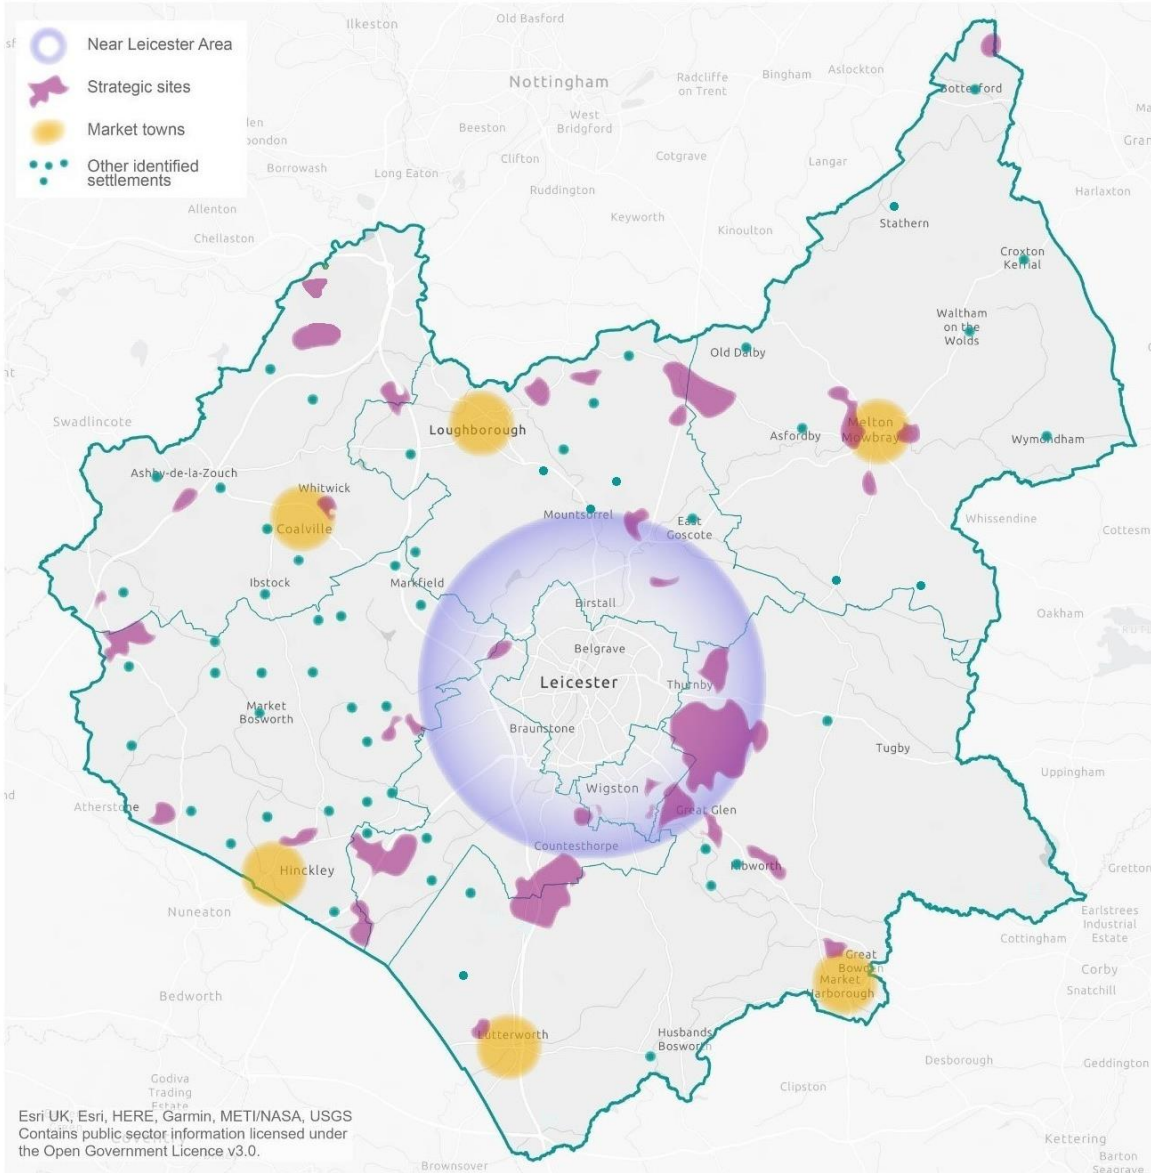 Near Leicester Area
Strategic sites
Market towns
Other identified
settlements
Ilkeston
Old Basford
Nottingham
Radcliffe
on Trent
Bingham
Aslockton
Bottesford
West
Bridgford
Beeston
Borrowash
Long Eaton
Clifton
Cotgrave
Langar
Ruddington
Harlaxton
Allenton
Keyworth
Stathern
Chellaston
Kinoulton
Croxton
Kerrial
Waltham
on the
Wolds
Old Dalby
Swadlincote
Loughborough
Melton
Mowbray
Asfordby
Wymondham
Ashby-de-la-Zouch
Whitwick
Coalville
Mountsorrel
East
Goscote
Whissendine
Ibstock
Markfield
Birstall
Oakham
Belgrave
Leicester
Thurnby
Market
Bosworth
Braunstone
Tugby
Uppingham
Wigston
Atherstone
Great Glen
Countesthorpe
Kibworth
Hinckley
Gretton
Nuneaton
Earlstrees
Industrial
Estate
Cottingham
Great
Bowden
Market
Harborough
Corby
Snatchill
Bedworth
Lutterworth
Husbands
Bosworth
Desborough
Geddington
Godiva
Trading
Estate
Clipston
Esri UK, Esri, HERE, Garmin, METI/NASA, USGS
Contains public sector information licensed under
the Open Government Licence v3.0.
Coventry
Kettering
Barton
Seagrave
Brownsover